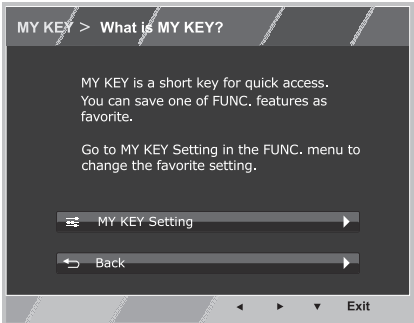 MY KEY > What is MY KEY?
MY KEY is a short key for quick access.
You can save one of FUNC. features as
favorite.
Go to MY KEY Setting in the FUNC. menu to
change the favorite setting.
MY KEY Setting
Back
Exit